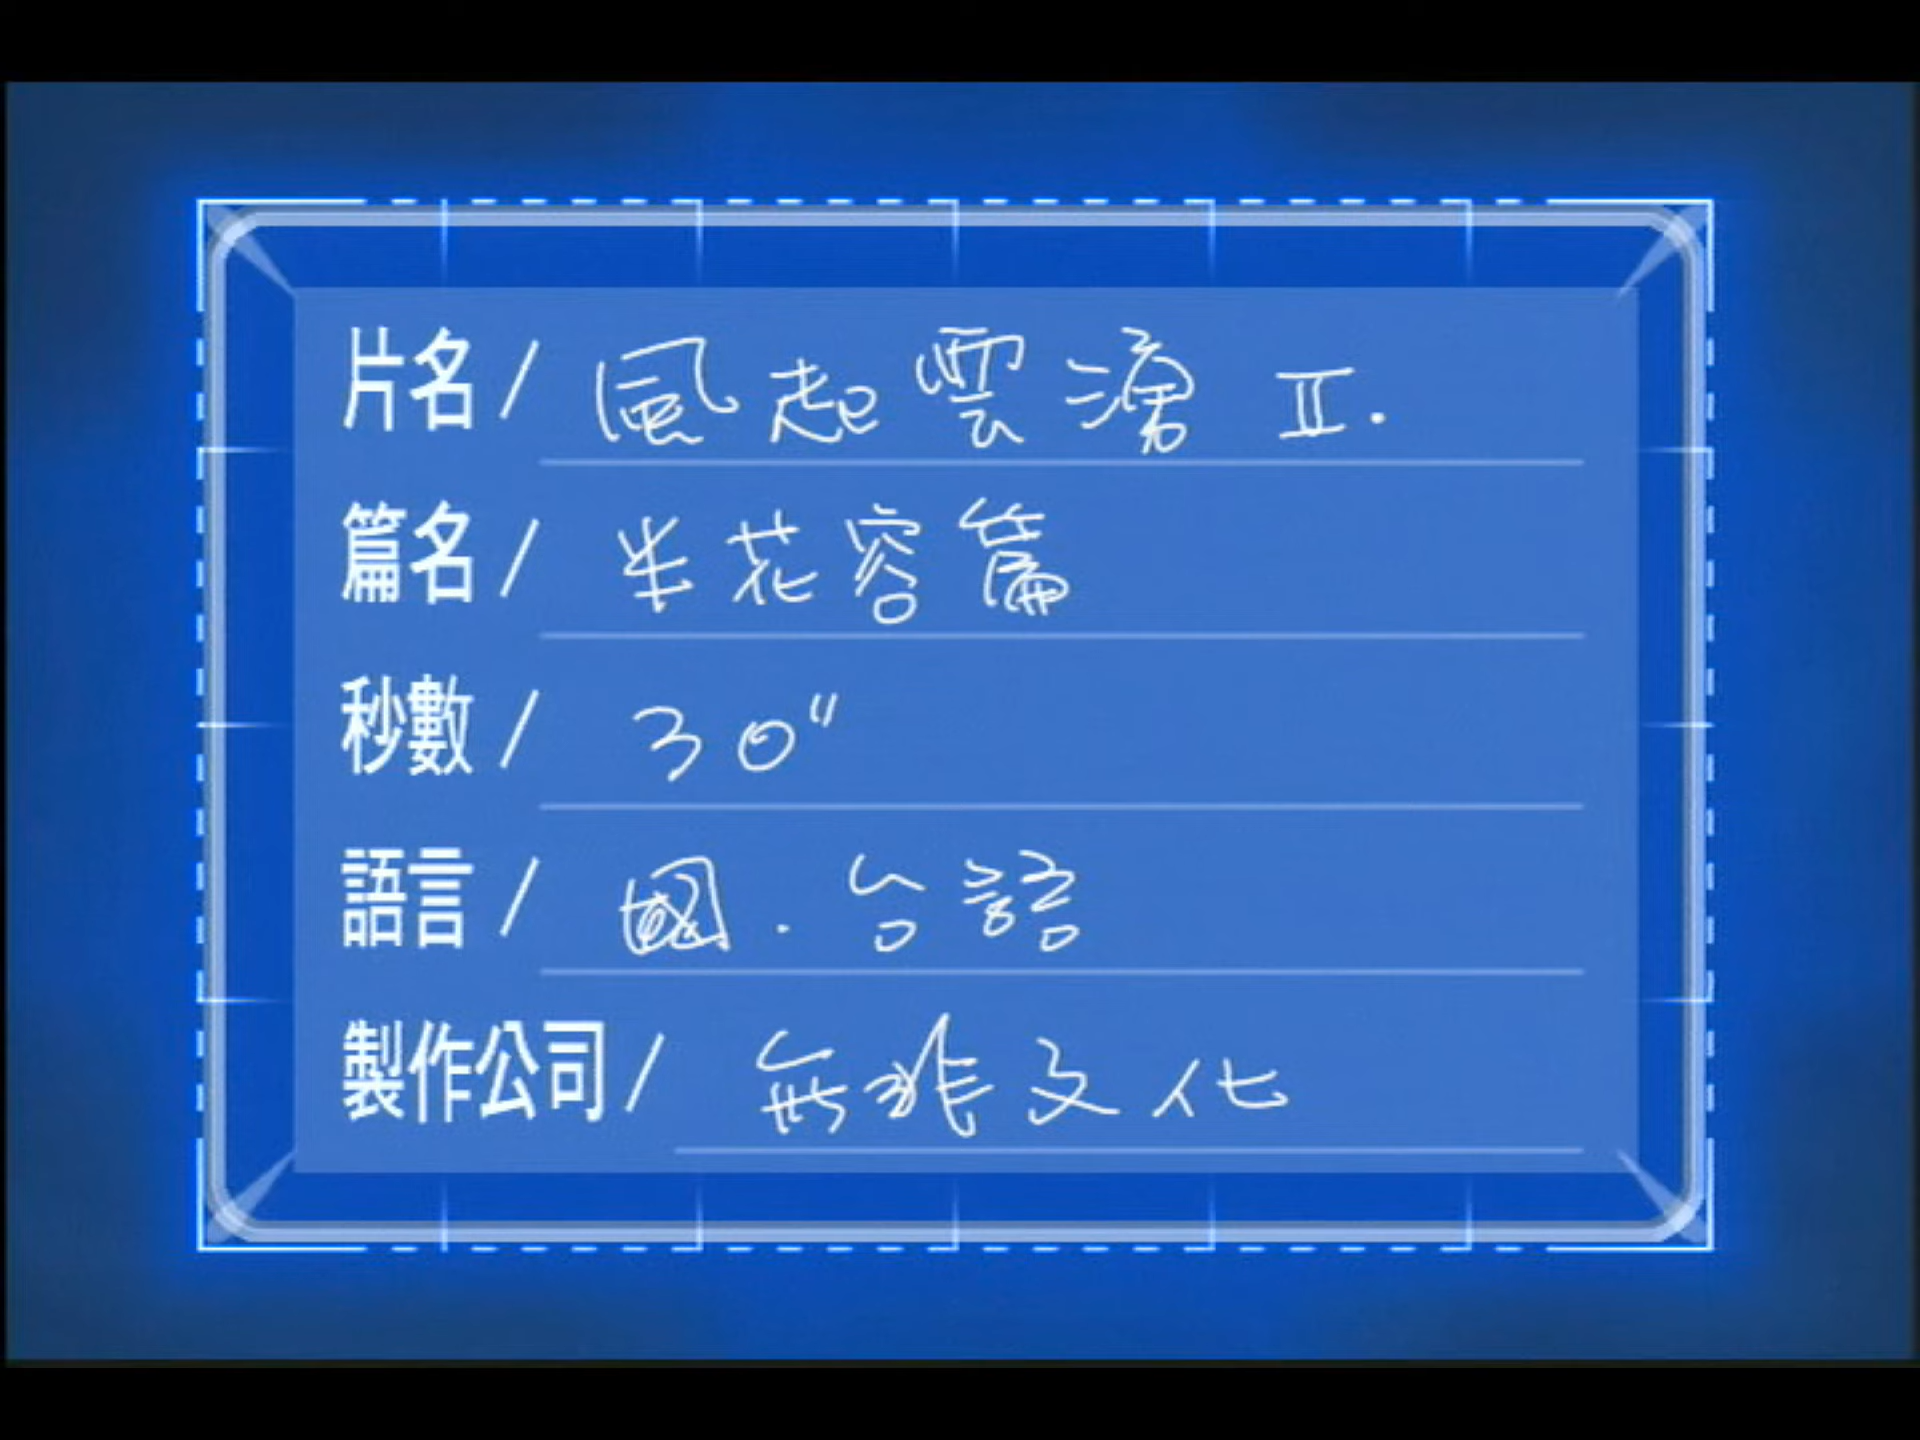 片名/ 風起雲湧 II.
篇名/ 半花容篇
秒數/ 30"
語言/ 國.台語
製作公司/ 無非文化